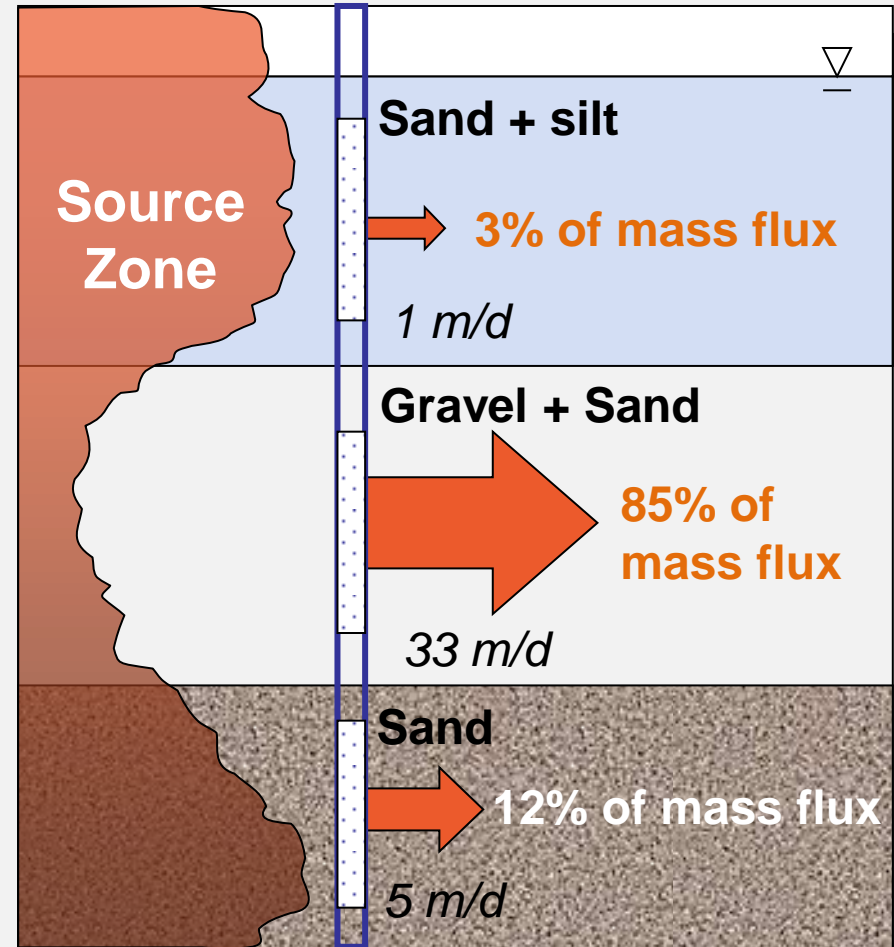 Sand + silt
Source
Zone
3% of mass flux
1 m/d
Gravel + Sand
85% of
mass flux
33 m/d
Sand
12% of mass flux
5 m/d